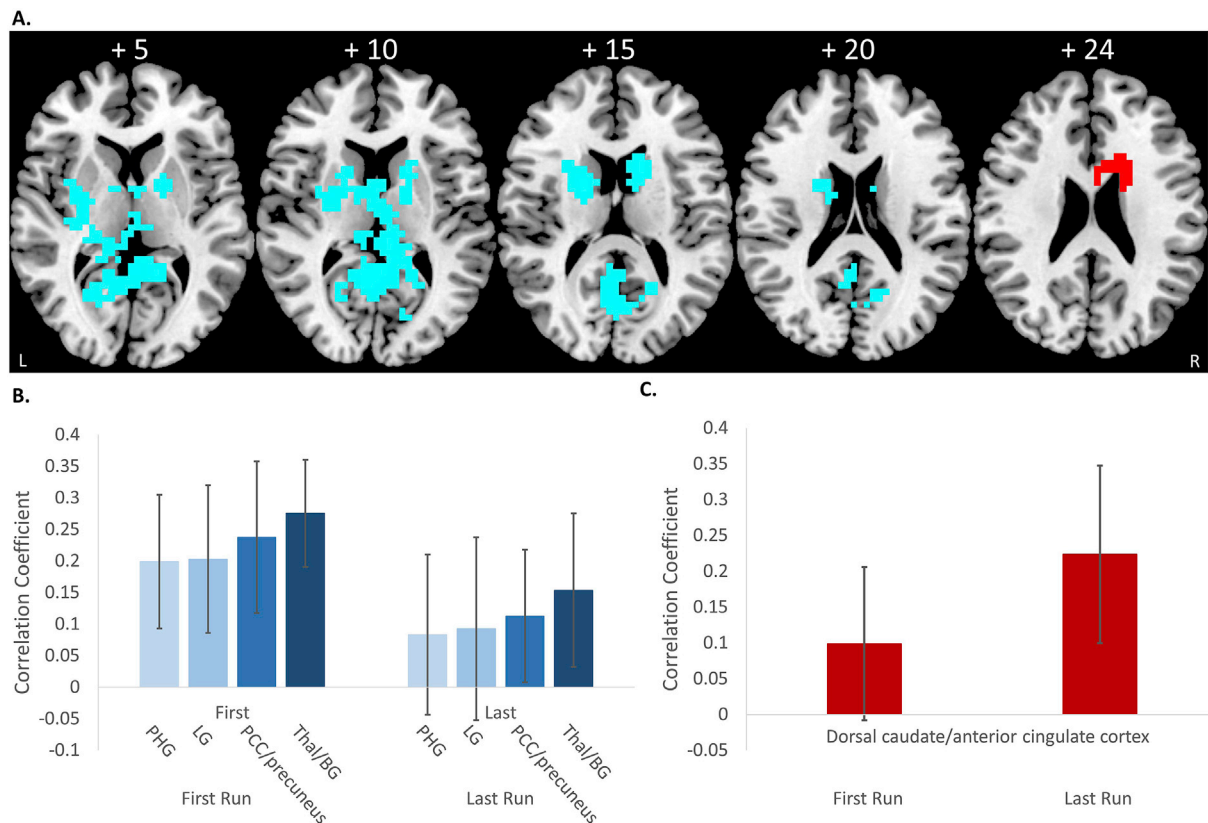 A.
+ 5
+ 10
+ 15
+ 20
+ 24
L
R
B.
0.4
0.35
0.3
0.25
0.2
0.15
0.1
0.05
0
-0.05
-0.1
Correlation Coefficient
First
Last
PHG
LG
PCC/precuneus
Thal/BG
PHG
LG
PCC/precuneus
Thal/BG
First Run
Last Run
C.
0.4
0.35
0.3
0.25
0.2
0.15
0.1
0.05
0
-0.05
Correlation Coefficient
Dorsal caudate/anterior cingulate cortex
First Run
Last Run